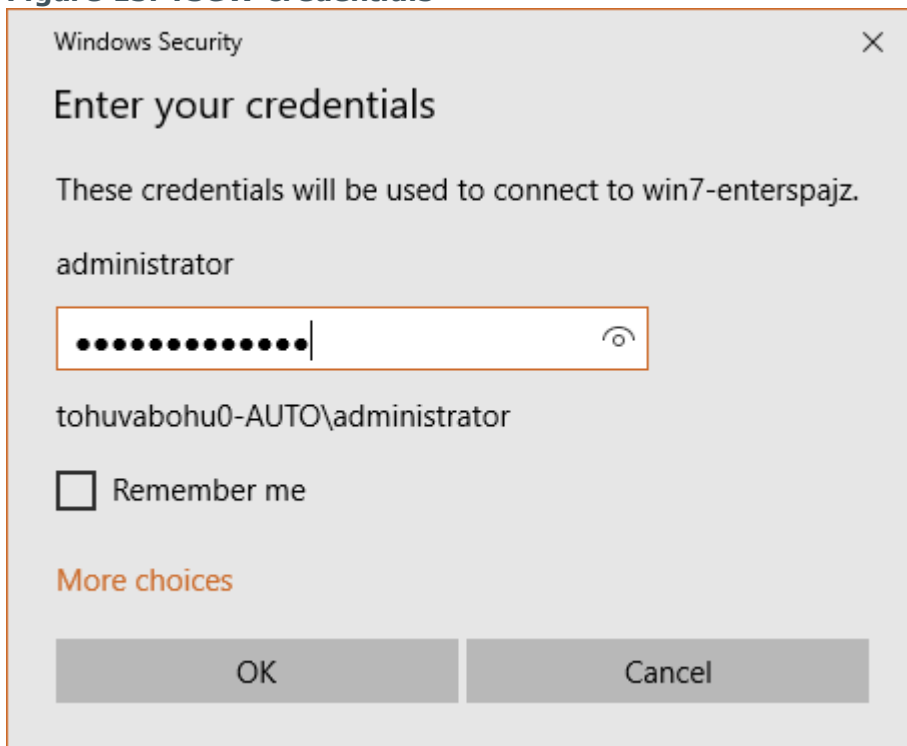 Windows Security
Enter your credentials
These credentials will be used to connect to win7-enterspajz.
administrator
•••••••••••••
tohuvabohu0-AUTO\administrator
Remember me
More choices
OK
Cancel